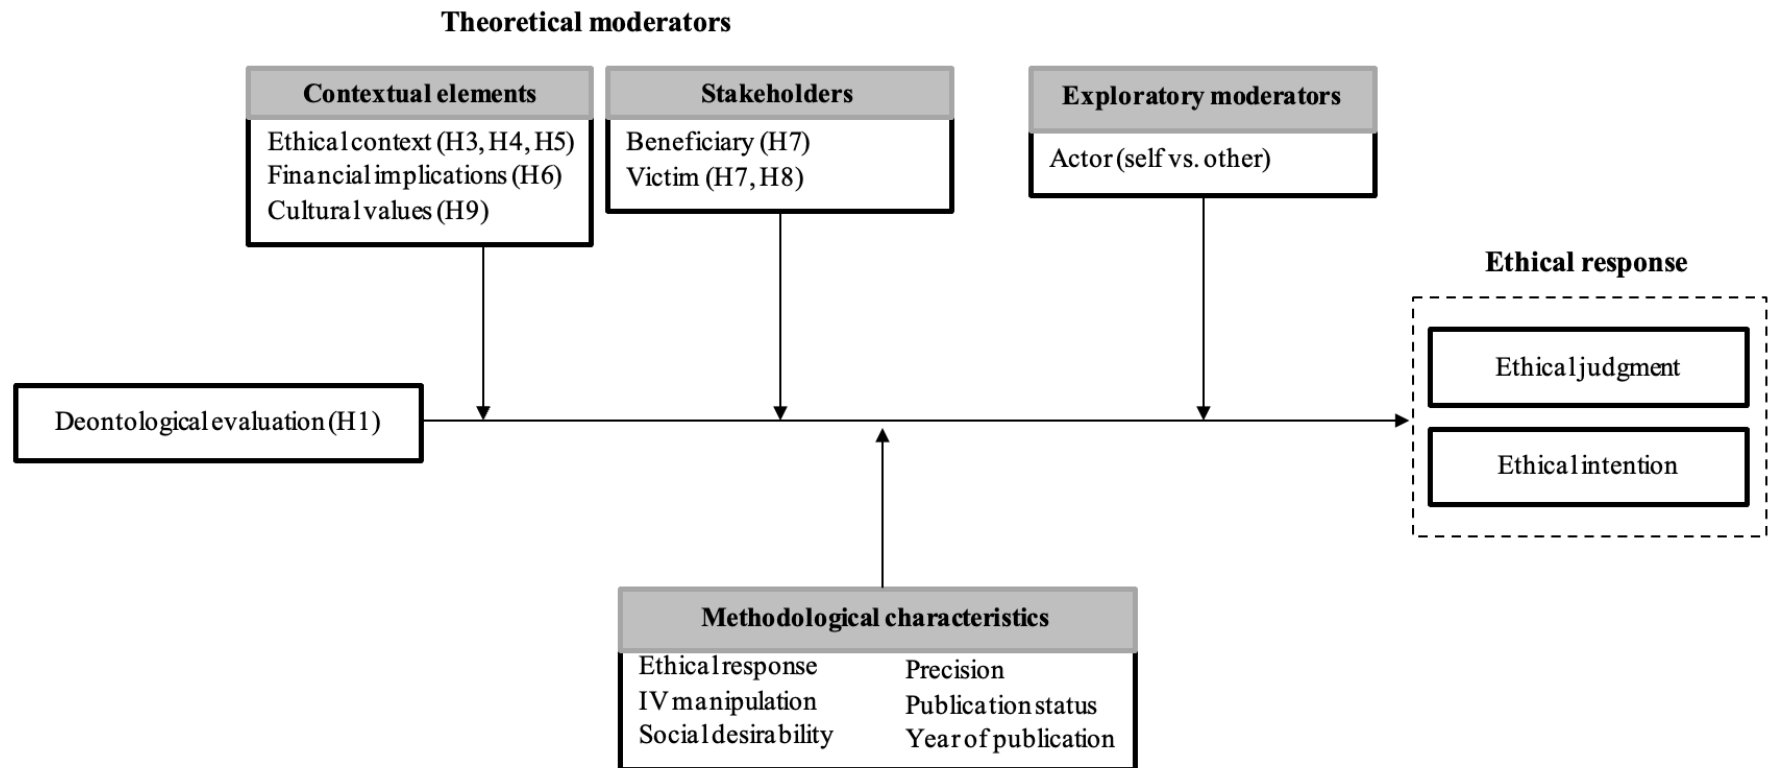 Theoretical moderators
Contextual elements
Ethical context (H3, H4, H5)
Financial implications (H6)
Cultural values (H9)
Stakeholders
Beneficiary (H7)
Victim (H7, H8)
Exploratory moderators
Actor (self vs. other)
Ethical response
Ethical judgment
Ethical intention
Deontological evaluation (H1)
Methodological characteristics
Ethical response
IV manipulation
Social desirability
Precision
Publication status
Year of publication